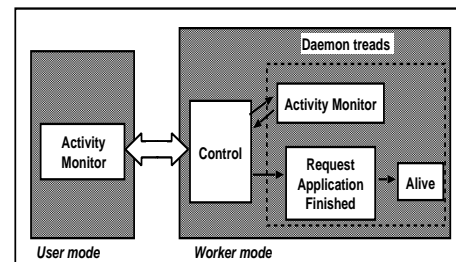 Daemon treads
Activity Monitor
Activity
Monitor
Control
Request
Application
Finished
Alive
User mode
Worker mode